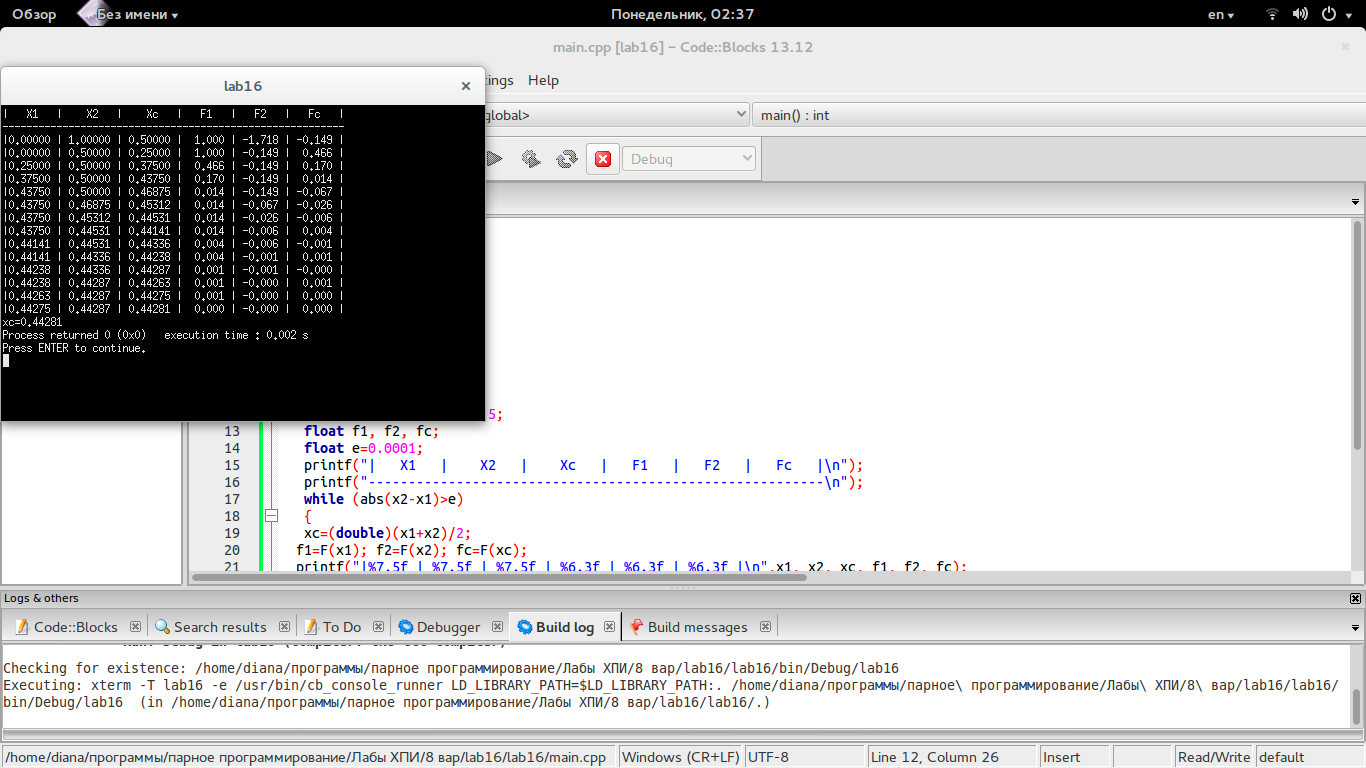 Обзор Без имени Понедельник, 02:37 en
main.cpp [lab16] – Code::Blocks 13.12
lab16
Help
| X1 | X2 | Xc | F1 | F2 | Fc |
---------------------------------------------------------
|0.00000 | 1.00000 | 0.50000 | 1.000 | -1.718 | -0.149 |
|0.00000 | 0.50000 | 0.25000 | 1.000 | -0.149 | 0.466 |
|0.25000 | 0.50000 | 0.37500 | 0.466 | -0.149 | 0.170 |
|0.37500 | 0.50000 | 0.43750 | 0.170 | -0.149 | 0.014 |
|0.43750 | 0.50000 | 0.46875 | 0.014 | -0.149 | -0.067 |
|0.43750 | 0.46875 | 0.45312 | 0.014 | -0.067 | -0.026 |
|0.43750 | 0.45312 | 0.44531 | 0.014 | -0.026 | -0.006 |
|0.43750 | 0.44531 | 0.44141 | 0.014 | -0.006 | 0.004 |
|0.44141 | 0.44531 | 0.44336 | 0.004 | -0.006 | -0.001 |
|0.44141 | 0.44336 | 0.44238 | 0.004 | -0.001 | 0.001 |
|0.44238 | 0.44336 | 0.44287 | 0.001 | -0.001 | -0.000 |
|0.44238 | 0.44287 | 0.44263 | 0.001 | -0.000 | 0.001 |
|0.44263 | 0.44287 | 0.44275 | 0.001 | -0.000 | 0.000 |
|0.44275 | 0.44287 | 0.44281 | 0.000 | -0.000 | 0.000 |
xc=0.44281
Process returned 0 (0x0) execution time : 0.002 s
Press ENTER to continue.
global> main() : int
Debug
5;
13 float f1, f2, fc;
14 float e=0.0001;
15 printf("| X1 | X2 | Xc | F1 | F2 | Fc |\n");
16 printf("---------------------------------------------------------\n");
17 while (abs(x2-x1)>e)
18 {
19 xc=(double)(x1+x2)/2;
20 f1=F(x1); f2=F(x2); fc=F(xc);
21 printf("|%7.5f | %7.5f | %7.5f | %6.3f | %6.3f | %6.3f |\n",x1, x2, xc, f1, f2, fc);
Logs & others
Code::Blocks Search results To Do Debugger Build log Build messages
Checking for existence: /home/diana/программы/парное программирование/Лабы ХПИ/8 вар/lab16/lab16/bin/Debug/lab16
Executing: xterm -T lab16 -e /usr/bin/cb_console_runner LD_LIBRARY_PATH=$LD_LIBRARY_PATH:. /home/diana/программы/парное\ программирование/Лабы\ ХПИ/8\ вар/lab16/lab16/
bin/Debug/lab16 (in /home/diana/программы/парное программирование/Лабы ХПИ/8 вар/lab16/lab16/.)
/home/diana/программы/парное программирование/Лабы ХПИ/8 вар/lab16/lab16/main.cpp Windows (CR+LF) UTF-8 Line 12, Column 26 Insert Read/Write default